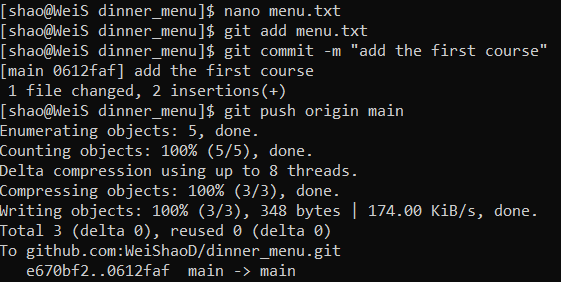 [shao@WeiS dinner_menu]$ nano menu.txt
[shao@WeiS dinner_menu]$ git add menu.txt
[shao@WeiS dinner_menu]$ git commit -m "add the first course"
[main 0612faf] add the first course
 1 file changed, 2 insertions(+)
[shao@WeiS dinner_menu]$ git push origin main
Enumerating objects: 5, done.
Counting objects: 100% (5/5), done.
Delta compression using up to 8 threads.
Compressing objects: 100% (3/3), done.
Writing objects: 100% (3/3), 348 bytes | 174.00 KiB/s, done.
Total 3 (delta 0), reused 0 (delta 0)
To github.com:WeiShaoD/dinner_menu.git
   e670bf2..0612faf  main -> main